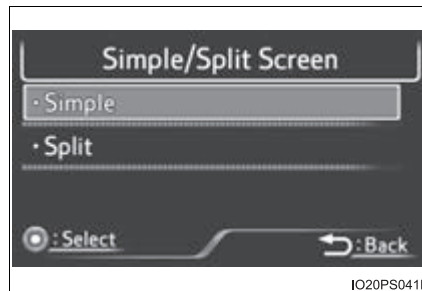 Simple/Split Screen
· Simple
· Split
: Select
: Back
IO20PS041